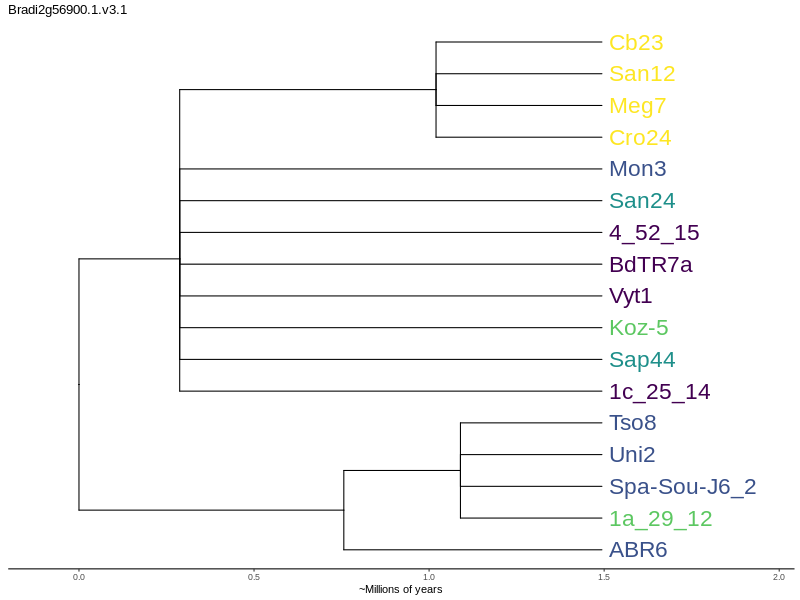 Bradi2g56900.1.v3.1
Cb23
San12
Meg7
Cro24
Mon3
San24
4_52_15
BdTR7a
Vyt1
Koz-5
Sap44
1c_25_14
Tso8
Uni2
Spa-Sou-J6_2
1a_29_12
ABR6
0.0 0.5 1.0 1.5 2.0
~Millions of years